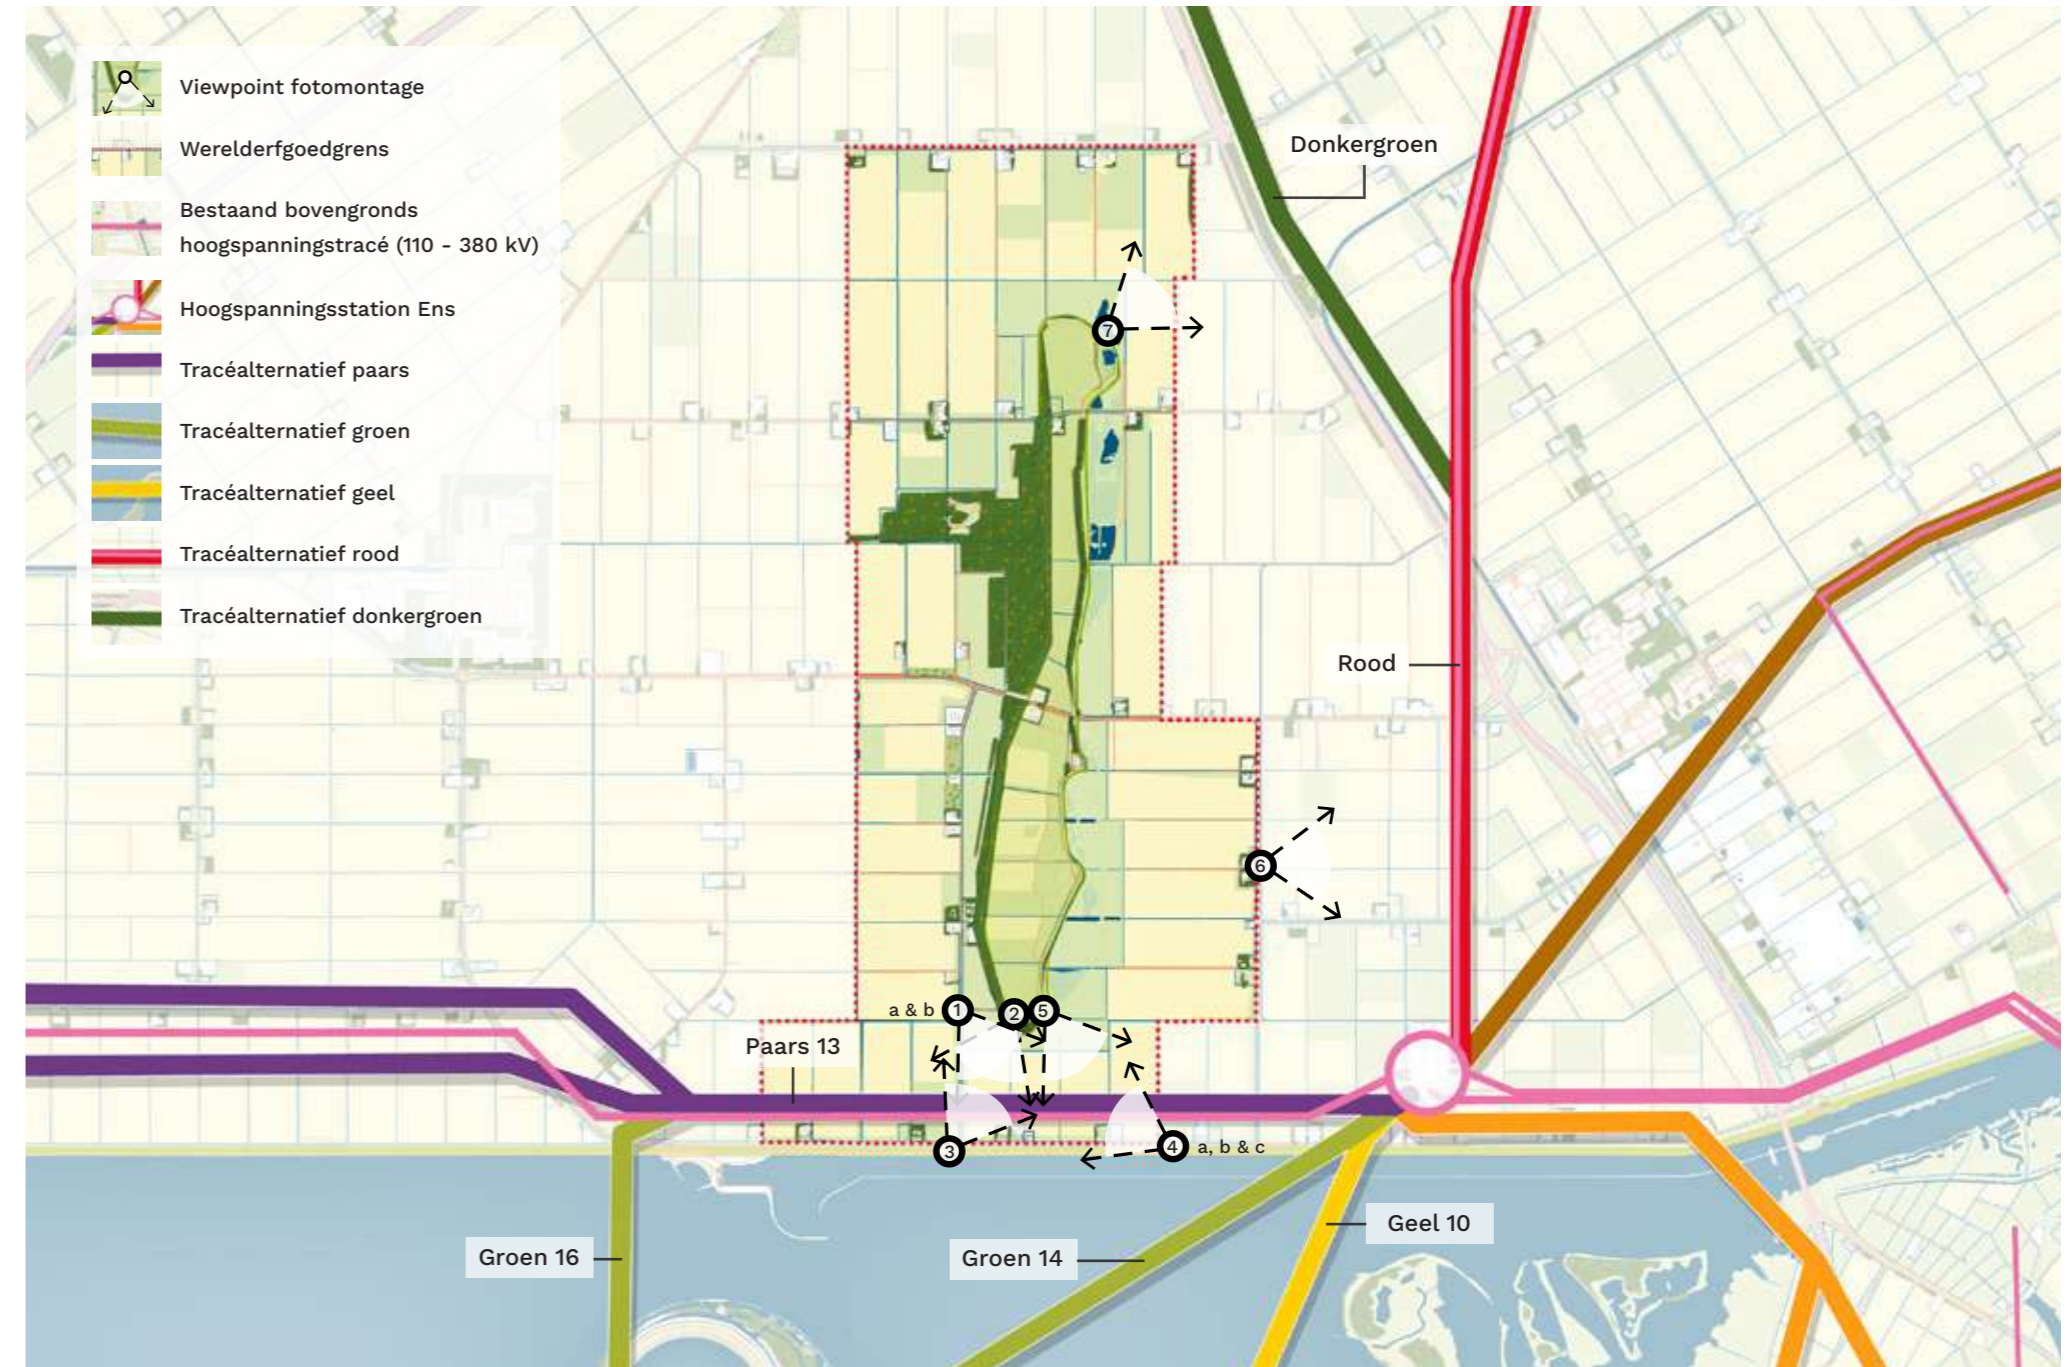 Viewpoint fotomontage
Werelderfgoedgrens
Bestaand bovengronds
hoogspanningstracé (110 - 380 kV)
Hoogspanningsstation Ens
Tracéalternatief paars
Tracéalternatief groen
Tracéalternatief geel
Tracéalternatief rood
Tracéalternatief donkergroen
Donkergroen
7
Rood
6
a & b 1 2 5
Paars 13
3
4 a, b & c
Geel 10
Groen 16
Groen 14